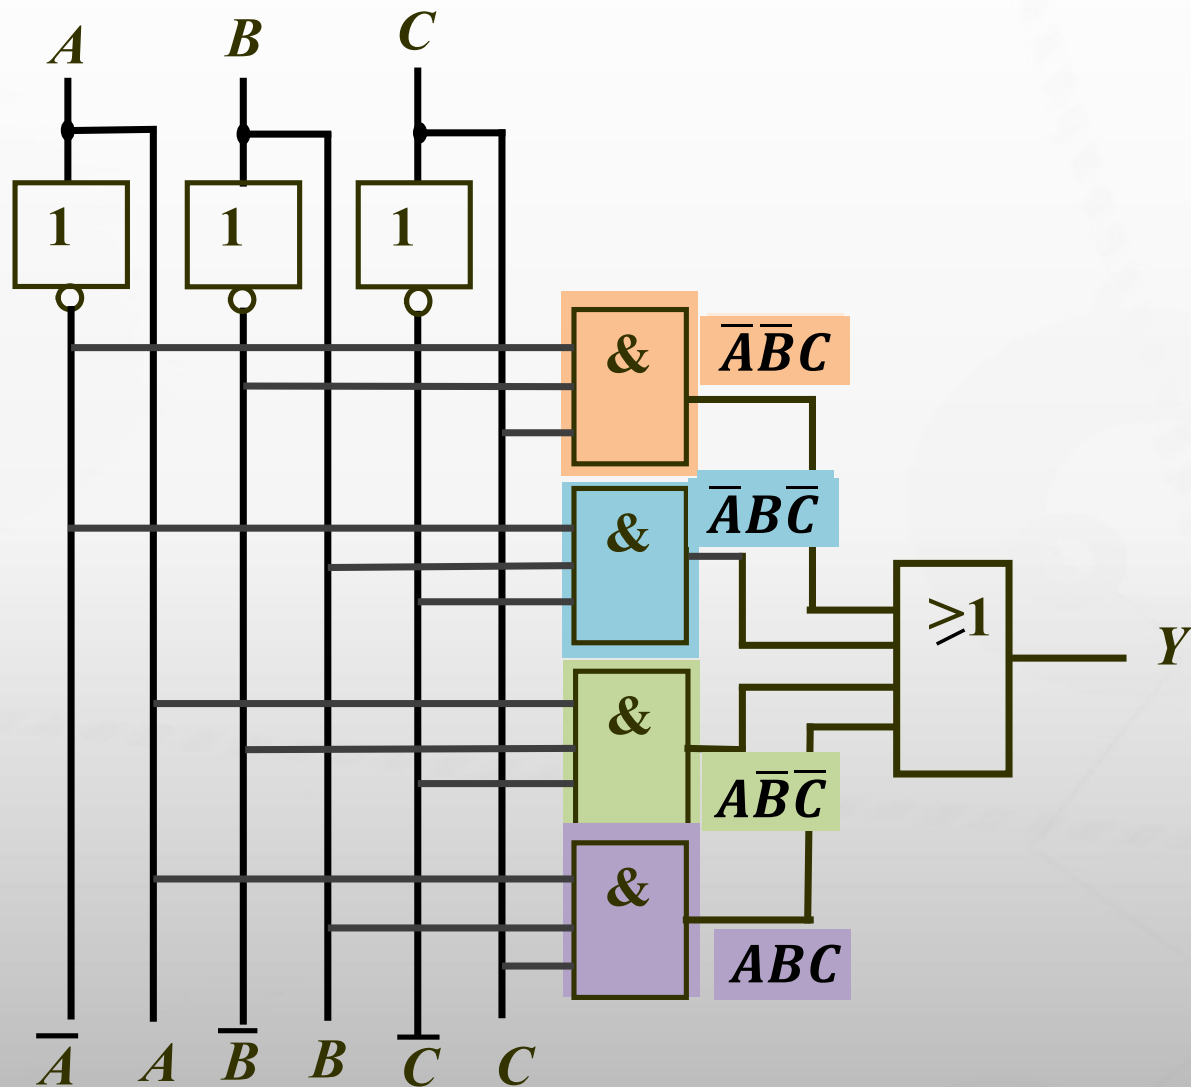 A B C
1 1 1
& A̅B̅C
& A̅BC̅
≥1 Y
& AB̅C̅
& ABC
A̅ A B̅ B C̅ C